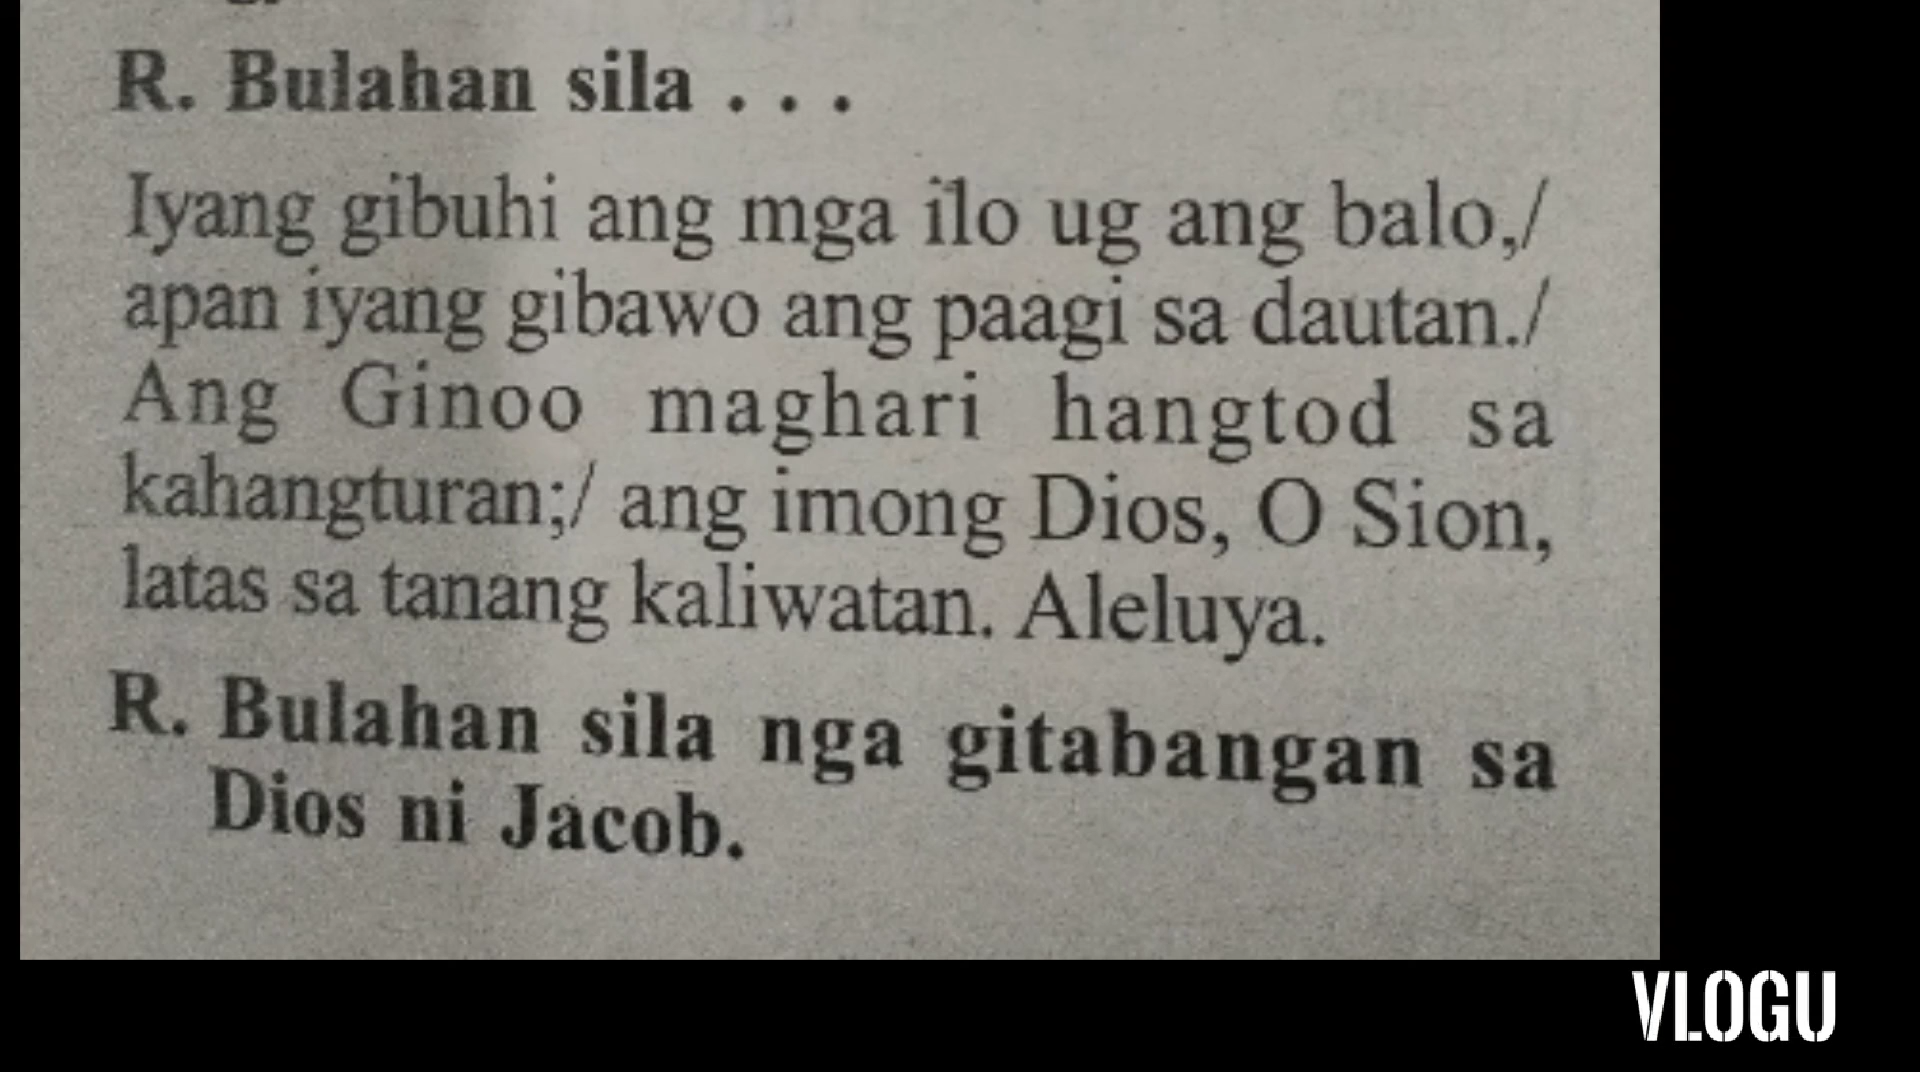 R. Bulahan sila . . .
Iyang gibuhi ang mga ilo ug ang balo,/
apan iyang gibawo ang paagi sa dautan./
Ang Ginoo maghari hangtod sa
kahangturan;/ ang imong Dios, O Sion,
latas sa tanang kaliwatan. Aleluya.
R. Bulahan sila nga gitabangan sa
Dios ni Jacob.
VLOGU